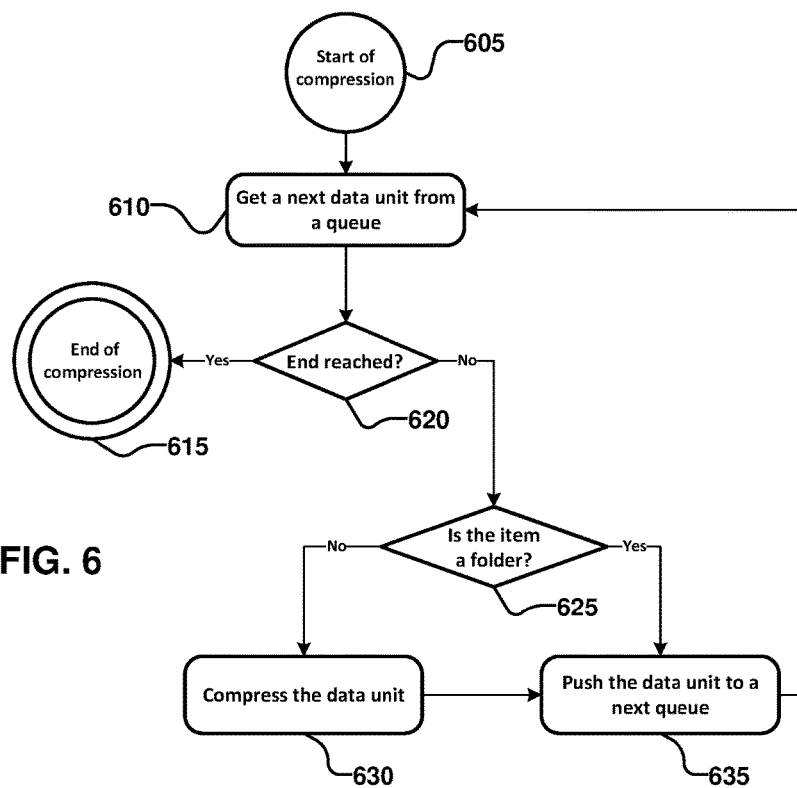 Start of
compression
605
Get a next data unit from
a queue
610
End reached?
Yes
No
620
End of
compression
615
Is the item
a folder?
No
Yes
625
FIG. 6
Compress the data unit
630
Push the data unit to a
next queue
635